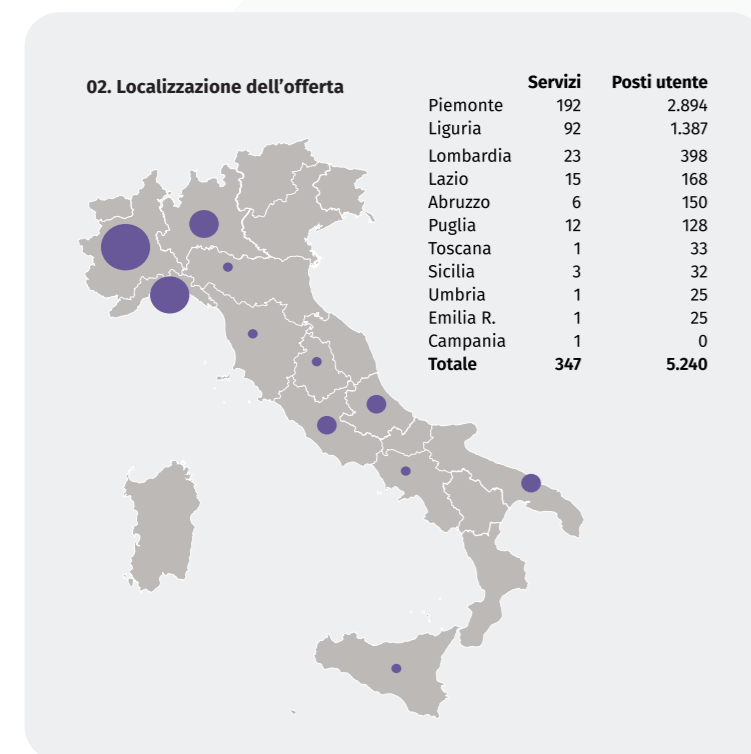 02. Localizzazione dell'offerta
Servizi Posti utente
Piemonte 192 2.894
Liguria 92 1.387
Lombardia 23 398
Lazio 15 168
Abruzzo 6 150
Puglia 12 128
Toscana 1 33
Sicilia 3 32
Umbria 1 25
Emilia R. 1 25
Campania 1 0
Totale 347 5.240